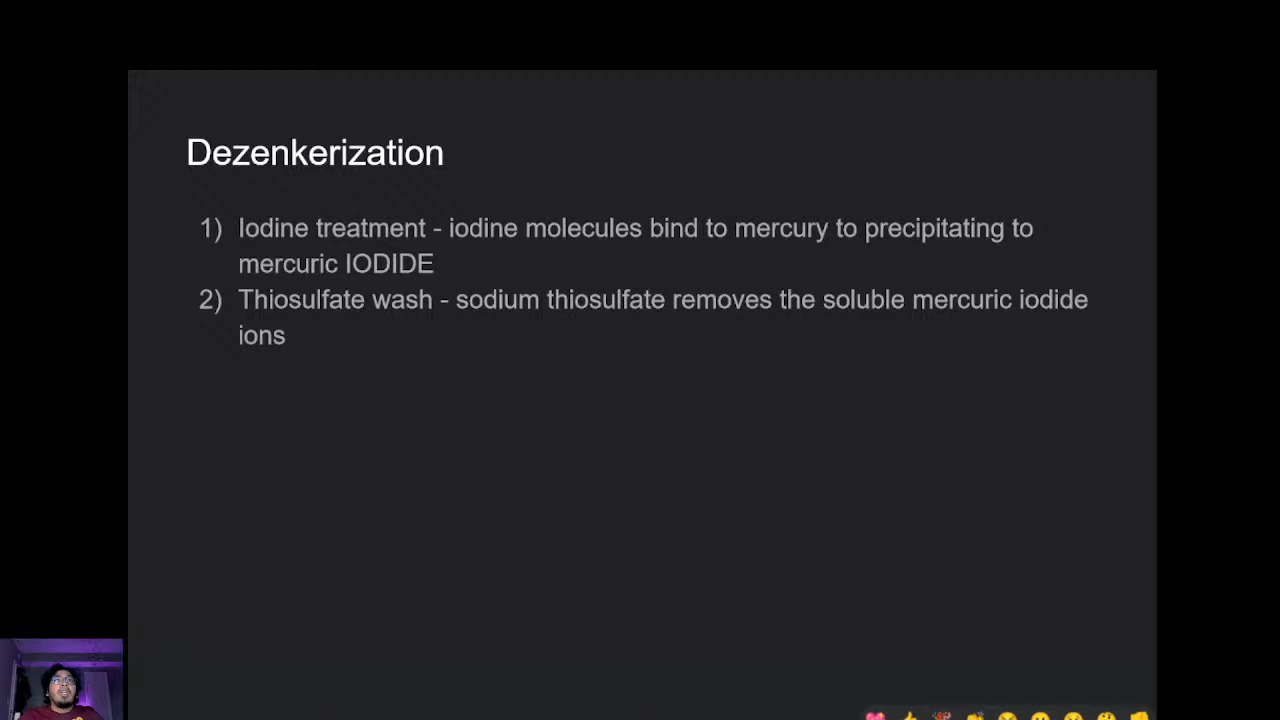 Dezenkerization
1) Iodine treatment - iodine molecules bind to mercury to precipitating to
mercuric IODIDE
2) Thiosulfate wash - sodium thiosulfate removes the soluble mercuric iodide
ions